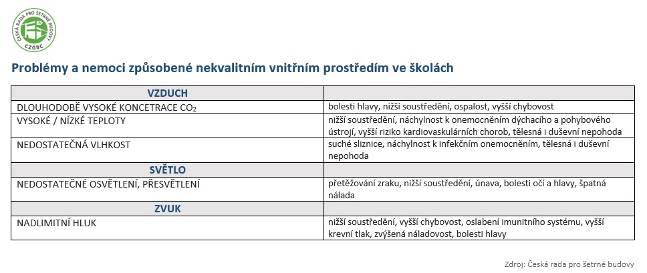 ČESKÁ RADA PRO ŠETRNÉ BUDOVY
CZGBC
Problémy a nemoci způsobené nekvalitním vnitřním prostředím ve školách
VZDUCH
DLOUHODOBĚ VYSOKÉ KONCETRACE CO₂
bolesti hlavy, nižší soustředění, ospalost, vyšší chybovost
VYSOKÉ / NÍZKÉ TEPLOTY
nižší soustředění, náchylnost k onemocněním dýchacího a pohybového
ústrojí, vyšší riziko kardiovaskulárních chorob, tělesná i duševní nepohoda
NEDOSTATEČNÁ VLHKOST
suché sliznice, náchylnost k infekčním onemocněním, tělesná i duševní
nepohoda
SVĚTLO
NEDOSTATEČNÉ OSVĚTLENÍ, PŘESVĚTLENÍ
přetěžování zraku, nižší soustředění, únava, bolesti očí a hlavy, špatná
nálada
ZVUK
NADLIMITNÍ HLUK
nižší soustředění, vyšší chybovost, oslabení imunitního systému, vyšší
krevní tlak, zvýšená náladovost, bolesti hlavy
Zdroj: Česká rada pro šetrné budovy